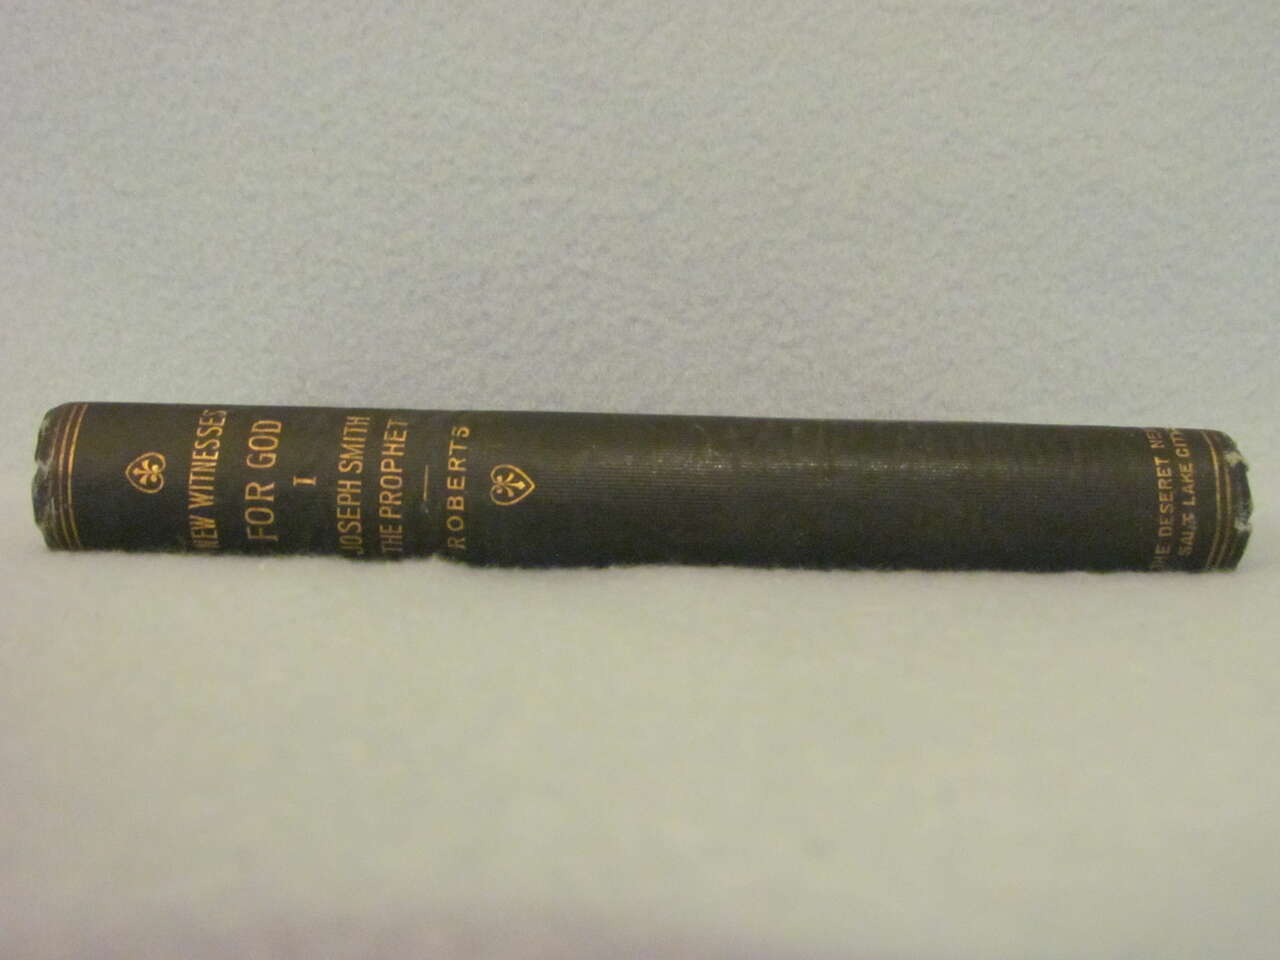 NEW WITNESSES
FOR GOD
I
JOSEPH SMITH
THE PROPHET
ROBERTS
THE DESERET NEWS
SALT LAKE CITY